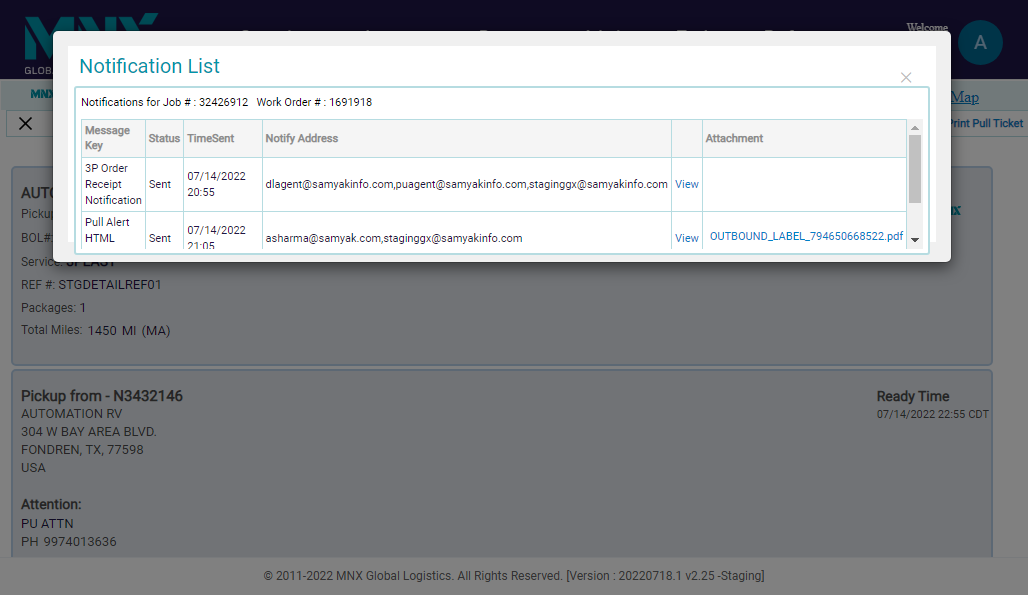 MNX
Welcome
A
GLOB
Notification List
MNX
Map
Notifications for Job # : 32426912 Work Order # : 1691918
Print Pull Ticket
Message Key Status TimeSent Notify Address Attachment
3P Order Receipt Notification Sent 07/14/2022 20:55 dlagent@samyakinfo.com,puagent@samyakinfo.com,staginggx@samyakinfo.com View
Pull Alert HTML Sent 07/14/2022 21:05 asharma@samyak.com,staginggx@samyakinfo.com View OUTBOUND_LABEL_794650668522.pdf
AUTO
Pickup
BOL#:
Service:
REF #: STGDETAILREF01
Packages: 1
Total Miles: 1450 MI (MA)
Pickup from - N3432146
Ready Time
AUTOMATION RV
07/14/2022 22:55 CDT
304 W BAY AREA BLVD.
FONDREN, TX, 77598
USA
Attention:
PU ATTN
PH 9974013636
© 2011-2022 MNX Global Logistics. All Rights Reserved. [Version : 20220718.1 v2.25 -Staging]